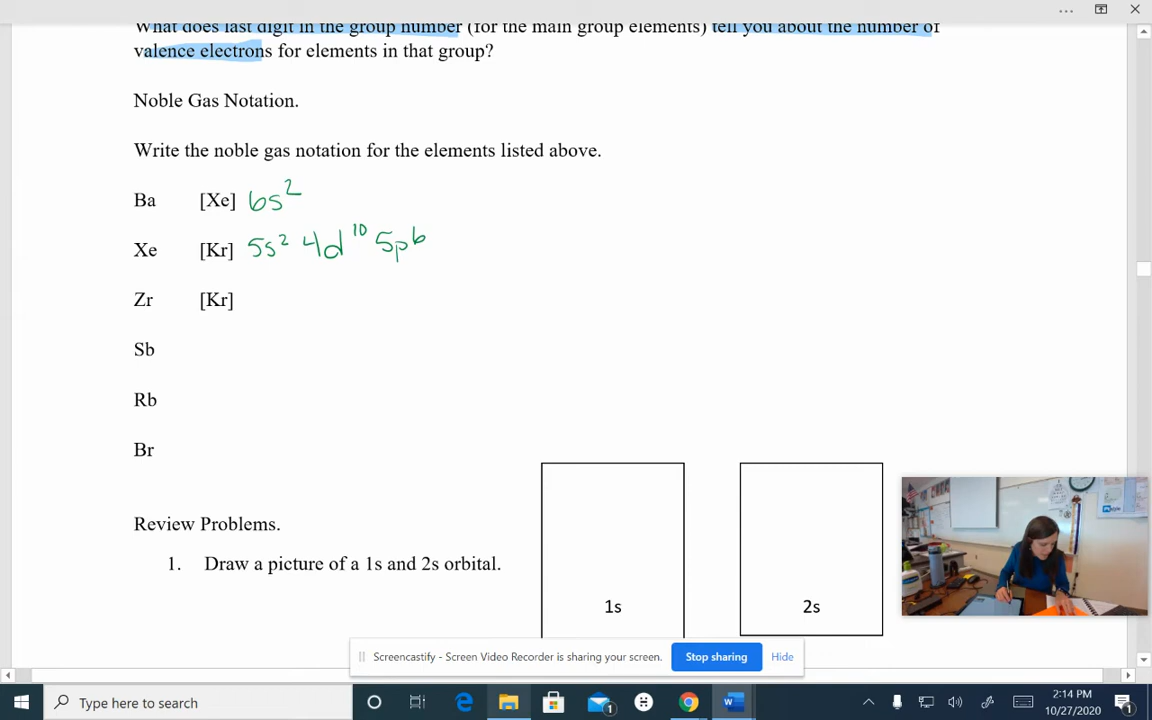 What does last digit in the group number (for the main group elements) tell you about the number of
valence electrons for elements in that group?
Noble Gas Notation.
Write the noble gas notation for the elements listed above.
Ba [Xe] 6s²
Xe [Kr] 5s² 4d¹⁰ 5p⁶
Zr [Kr]
Sb
Rb
Br
Review Problems.
1. Draw a picture of a 1s and 2s orbital.
1s 2s
Screencastify - Screen Video Recorder is sharing your screen. Stop sharing Hide
Type here to search
1
2:14 PM
10/27/2020
1